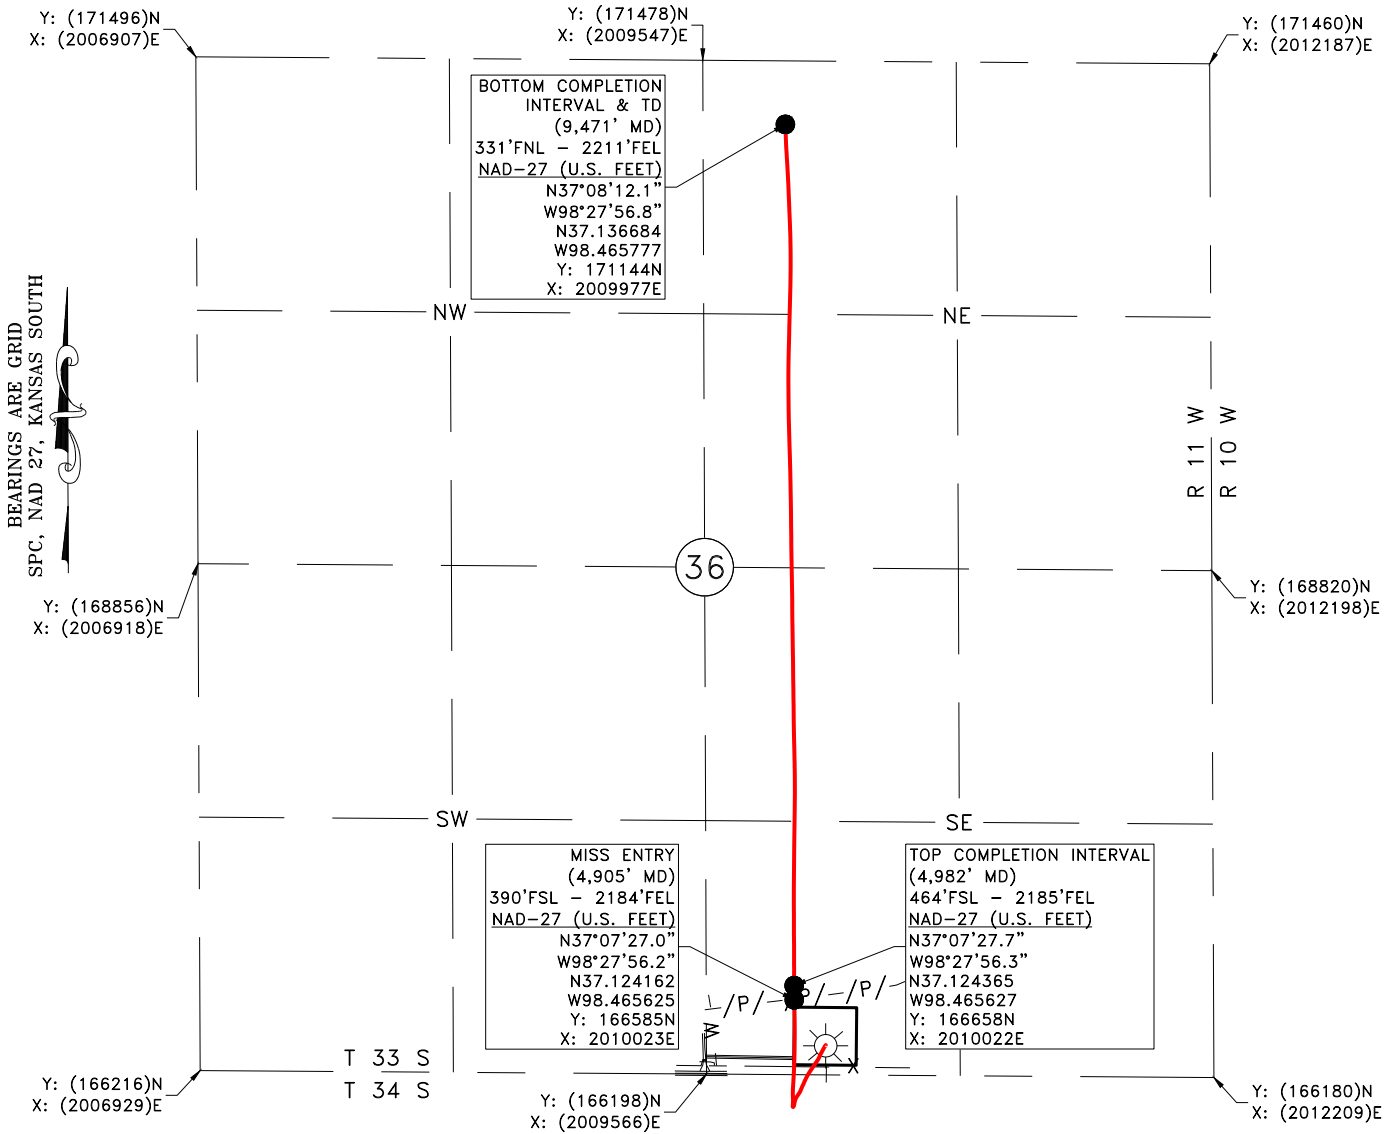 Y: (171496)N
X: (2006907)E
Y: (171478)N
X: (2009547)E
Y: (171460)N
X: (2012187)E
BOTTOM COMPLETION
INTERVAL & TD
(9,471' MD)
331'FNL – 2211'FEL
NAD–27 (U.S. FEET)
N37°08'12.1"
W98°27'56.8"
N37.136684
W98.465777
Y: 171144N
X: 2009977E
NW
NE
BEARINGS ARE GRID
SPC, NAD 27, KANSAS SOUTH
R 11 W
R 10 W
36
Y: (168856)N
X: (2006918)E
Y: (168820)N
X: (2012198)E
SW
SE
MISS ENTRY
(4,905' MD)
390'FSL – 2184'FEL
NAD–27 (U.S. FEET)
N37°07'27.0"
W98°27'56.2"
N37.124162
W98.465625
Y: 166585N
X: 2010023E
TOP COMPLETION INTERVAL
(4,982' MD)
464'FSL – 2185'FEL
NAD–27 (U.S. FEET)
N37°07'27.7"
W98°27'56.3"
N37.124365
W98.465627
Y: 166658N
X: 2010022E
/P/–
P/–/P/
W
X
T 33 S
T 34 S
Y: (166216)N
X: (2006929)E
Y: (166198)N
X: (2009566)E
Y: (166180)N
X: (2012209)E